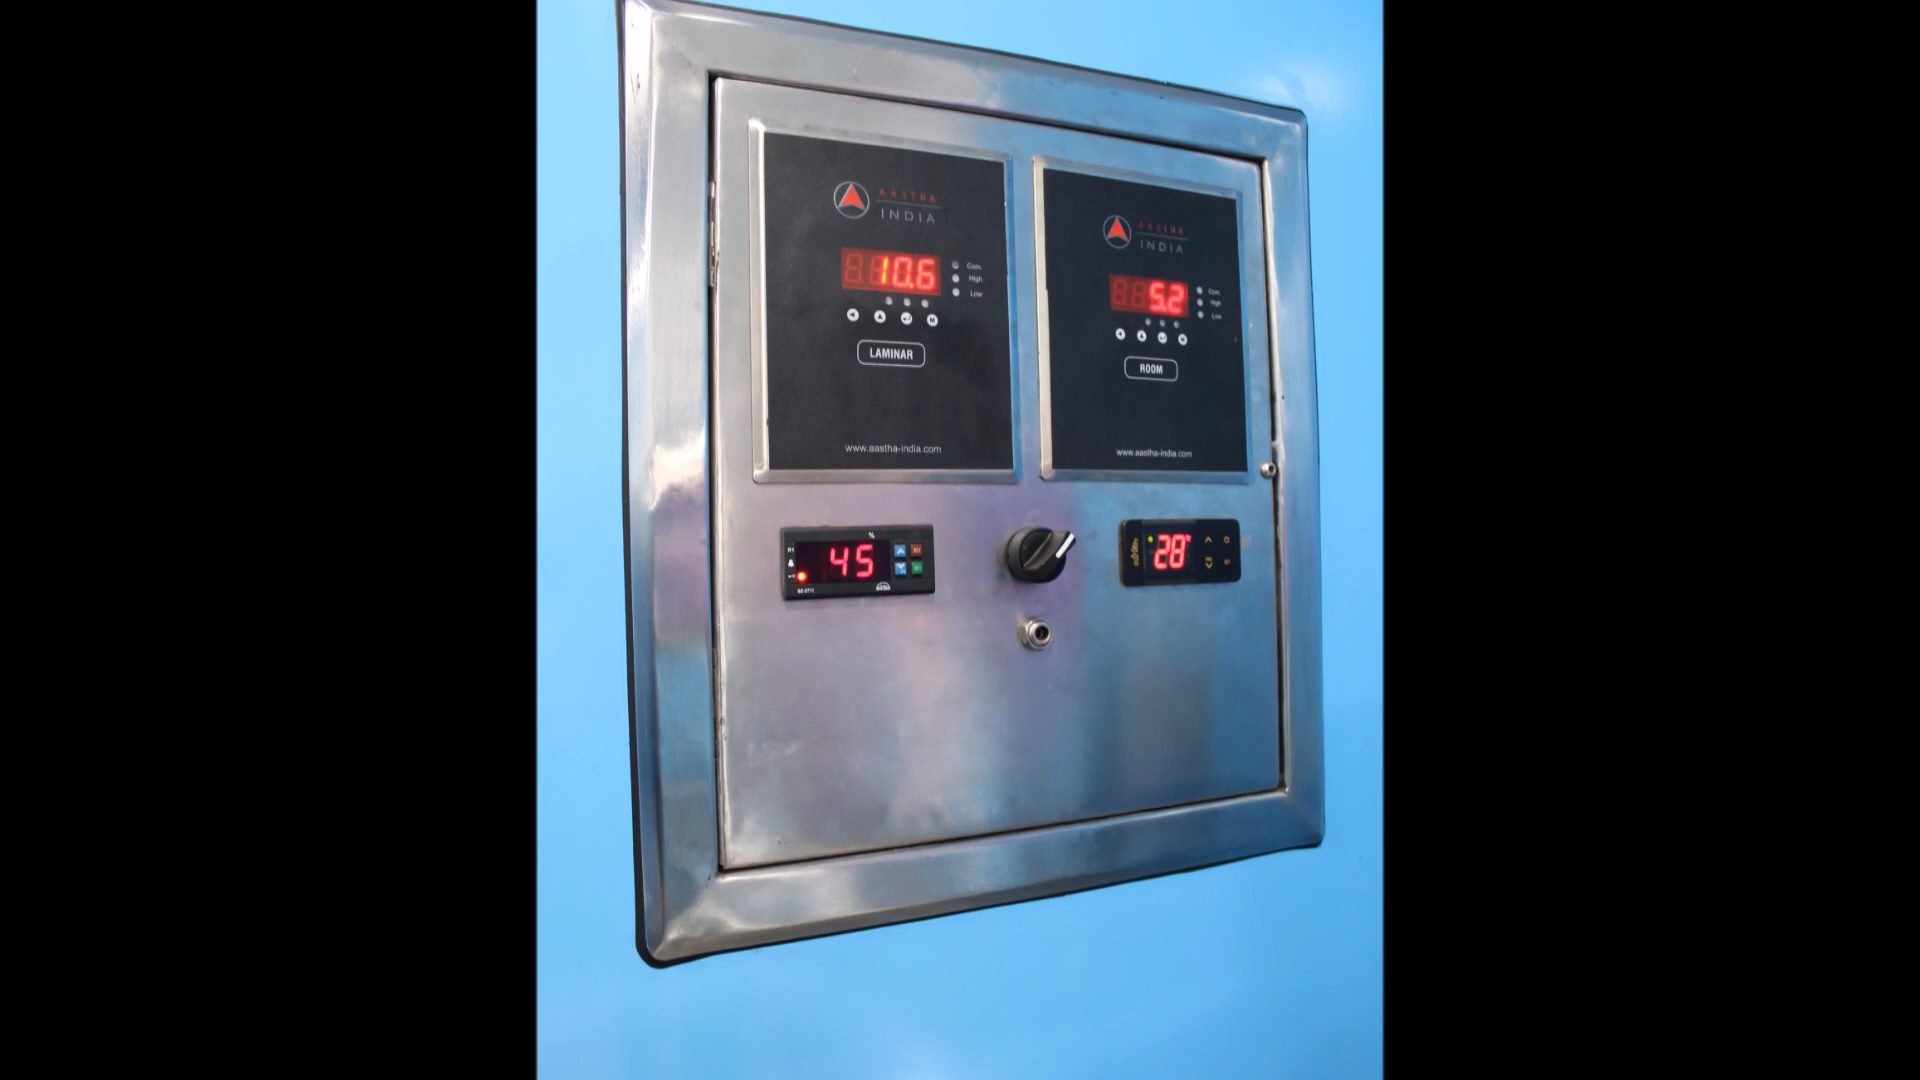 AASTHA
INDIA
10.6
Com.
High
Low
LAMINAR
www.aastha-india.com
AASTHA
INDIA
5.2
Com.
High
Low
ROOM
www.aastha-india.com
%
45
28°